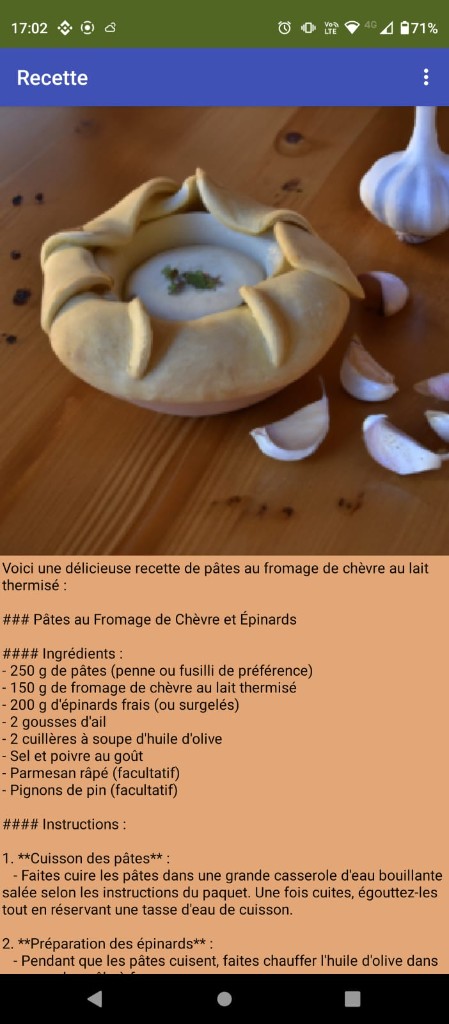 17:02
Vo))
LTE
4G
71%
Recette
Voici une délicieuse recette de pâtes au fromage de chèvre au lait
thermisé :
### Pâtes au Fromage de Chèvre et Épinards
#### Ingrédients :
- 250 g de pâtes (penne ou fusilli de préférence)
- 150 g de fromage de chèvre au lait thermisé
- 200 g d'épinards frais (ou surgelés)
- 2 gousses d'ail
- 2 cuillères à soupe d'huile d'olive
- Sel et poivre au goût
- Parmesan râpé (facultatif)
- Pignons de pin (facultatif)
#### Instructions :
1. **Cuisson des pâtes** :
- Faites cuire les pâtes dans une grande casserole d'eau bouillante
salée selon les instructions du paquet. Une fois cuites, égouttez-les
tout en réservant une tasse d'eau de cuisson.
2. **Préparation des épinards** :
- Pendant que les pâtes cuisent, faites chauffer l'huile d'olive dans